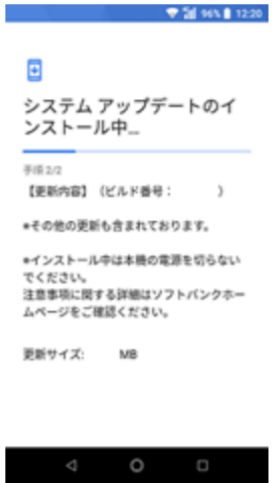 96% 12:20
システム アップデートのイ
ンストール中...
手順 2/2
【更新内容】（ビルド番号：　　　）
*その他の更新も含まれております。
*インストール中は本機の電源を切らない
でください。
注意事項に関する詳細はソフトバンクホー
ムページをご確認ください。
更新サイズ:　　　MB